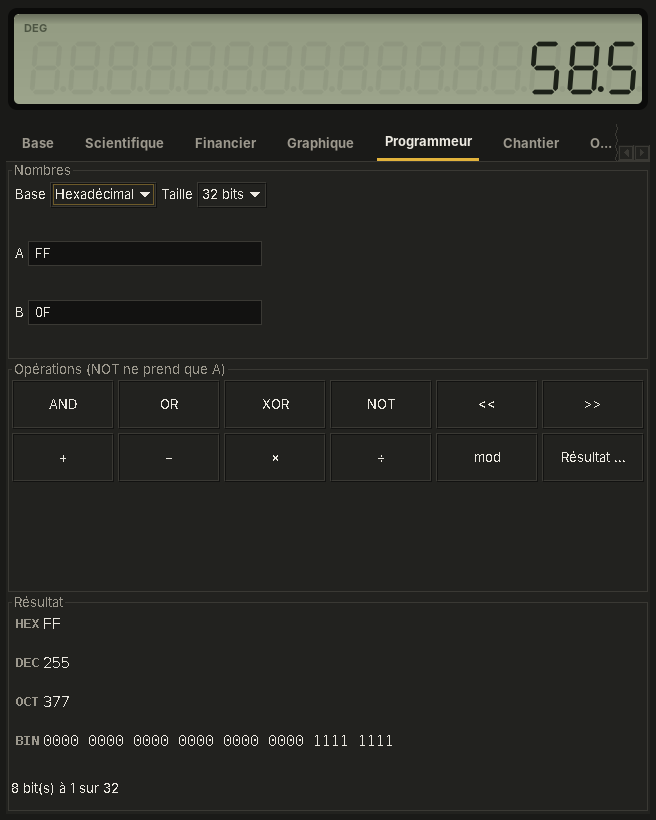 DEG
58.5
Base Scientifique Financier Graphique Programmeur Chantier O...
Nombres
Base Hexadécimal Taille 32 bits
A FF
B 0F
Opérations (NOT ne prend que A)
AND OR XOR NOT << >>
+ − × ÷ mod Résultat ...
Résultat
HEX FF
DEC 255
OCT 377
BIN 0000 0000 0000 0000 0000 0000 1111 1111
8 bit(s) à 1 sur 32